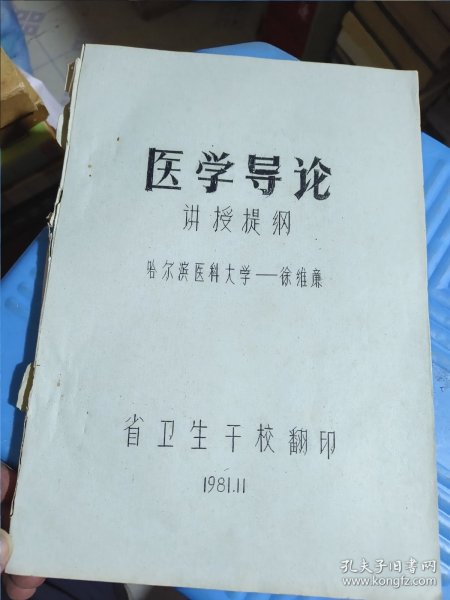 医学导论
讲授提纲
哈尔滨医科大学—徐维廉
省卫生干校翻印
1981.11
孔夫子旧书网
www.kongfz.com